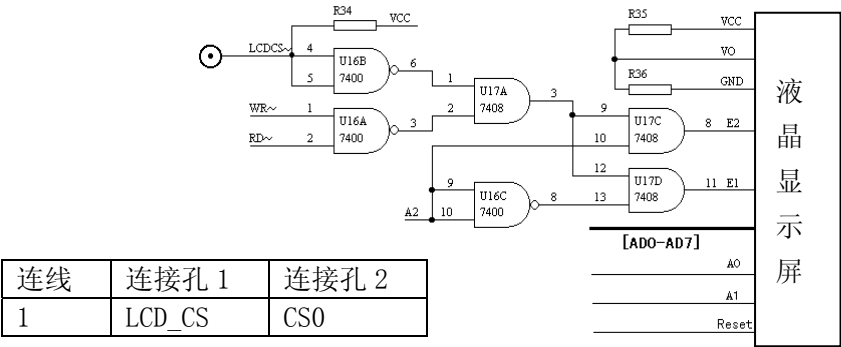 R34
VCC
R35
VCC
LCDCS~ 4
U16B
7400
6
5
VO
R36
GND
1
U17A
7408
3
2
WR~ 1
U16A
7400
3
RD~ 2
9
U17C
7408
8 E2
10
12
U17D
7408
11 E1
13
9
U16C
7400
8
A2 10
[AD0-AD7]
A0
A1
Reset
液
晶
显
示
屏
连线 连接孔1 连接孔2
1 LCD_CS CS0